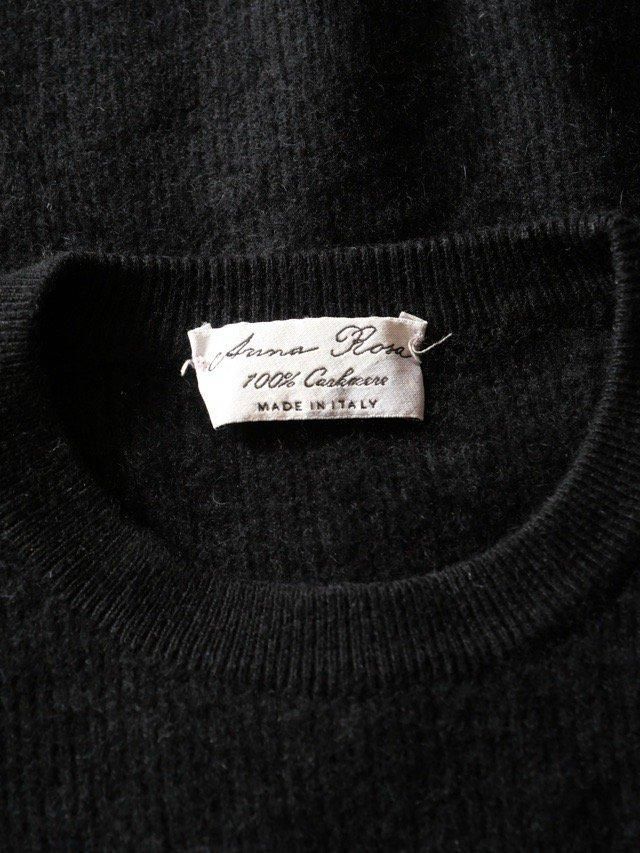 Anna Rosa
100% Cashmere
MADE IN ITALY